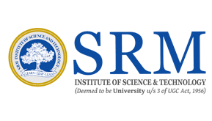 SRM
INSTITUTE OF SCIENCE & TECHNOLOGY
(Deemed to be University u/s 3 of UGC Act, 1956)